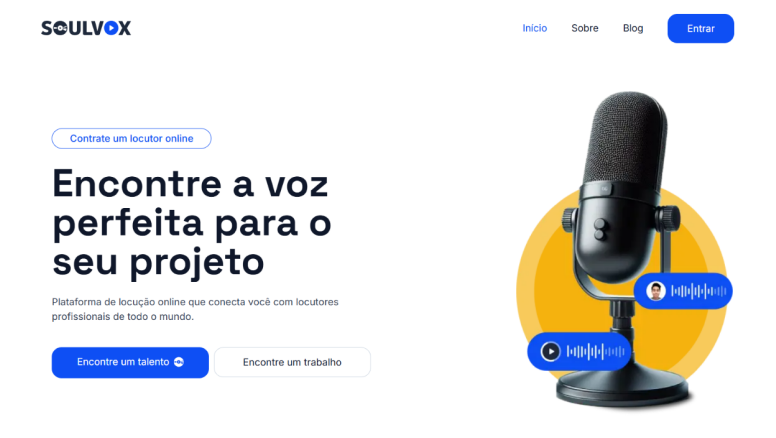 SOULVOX
Início
Sobre
Blog
Entrar
Contrate um locutor online
Encontre a voz
perfeita para o
seu projeto
Plataforma de locução online que conecta você com locutores
profissionais de todo o mundo.
Encontre um talento
Encontre um trabalho